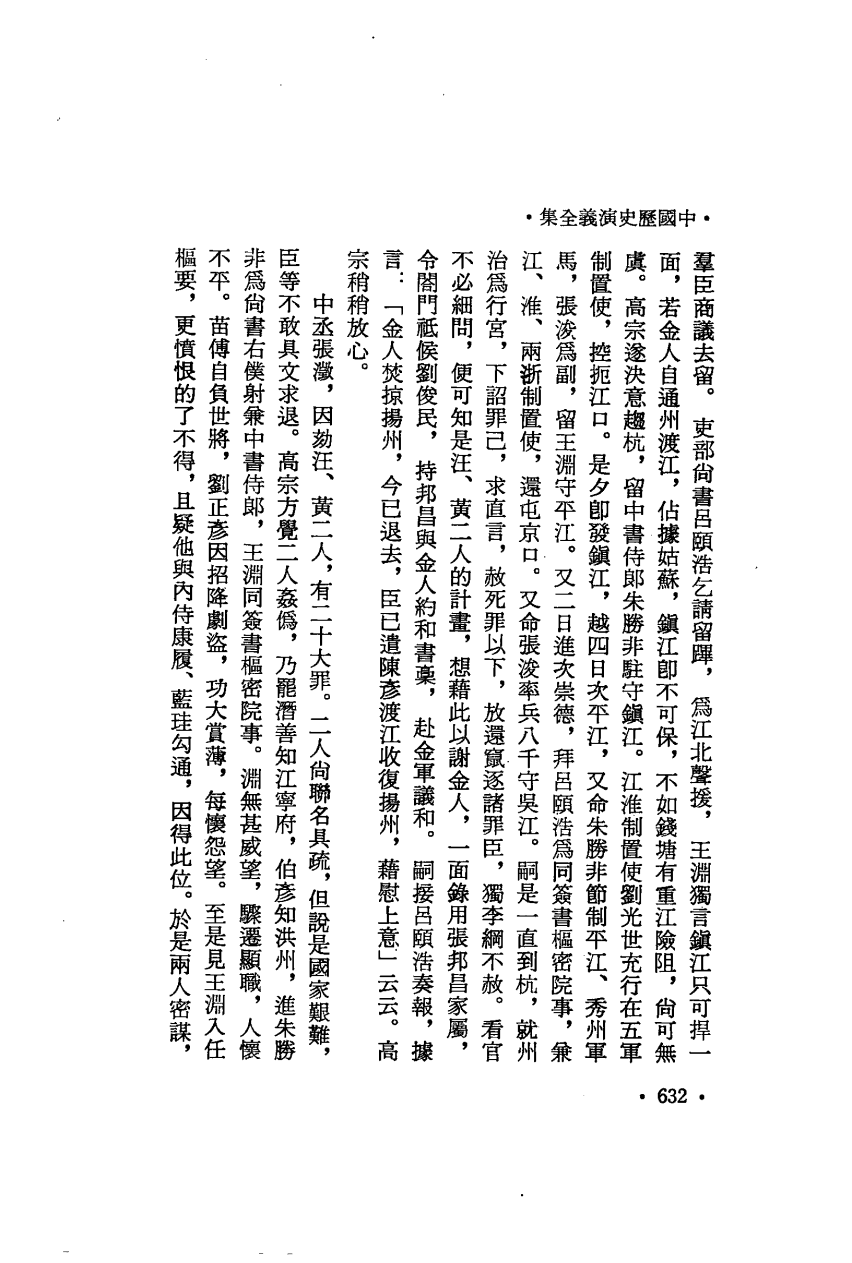 ·中國歷史演義全集·
羣臣商議去留。吏部尚書呂頤浩乞請留蹕，爲江北聲援，王淵獨言鎭江只可捍一
面，若金人自通州渡江，佔據姑蘇，鎭江卽不可保，不如錢塘有重江險阻，尙可無
虞。高宗遂決意趨杭，留中書侍郎朱勝非駐守鎭江。江淮制置使劉光世充行在五軍
制置使，控扼江口。是夕卽發鎭江，越四日次平江，又命朱勝非節制平江、秀州軍
馬，張浚爲副，留王淵守平江。又二日進次崇德，拜呂頤浩爲同簽書樞密院事，兼
江、淮、兩浙制置使，還屯京口。又命張浚率兵八千守吳江。嗣是一直到杭，就州
治爲行宮，下詔罪己，求直言，赦死罪以下，放還竄逐諸罪臣，獨李綱不赦。看官
不必細問，便可知是汪、黃二人的計畫，想藉此以謝金人，一面錄用張邦昌家屬，
令閤門祗候劉俊民，持邦昌與金人約和書稾，赴金軍議和。嗣接呂頤浩奏報，據
言：「金人焚掠揚州，今已退去，臣已遣陳彥渡江收復揚州，藉慰上意」云云。高
宗稍稍放心。
中丞張澂，因劾汪、黃二人，有二十大罪。二人尙聯名具疏，但說是國家艱難，
臣等不敢具文求退。高宗方覺二人姦僞，乃罷潛善知江寧府，伯彥知洪州，進朱勝
非爲尙書右僕射兼中書侍郎，王淵同簽書樞密院事。淵無甚威望，驟遷顯職，人懷
不平。苗傅自負世將，劉正彥因招降劇盜，功大賞薄，每懷怨望。至是見王淵入任
樞要，更憤恨的了不得，且疑他與內侍康履、藍珪勾通，因得此位。於是兩人密謀，
·632·